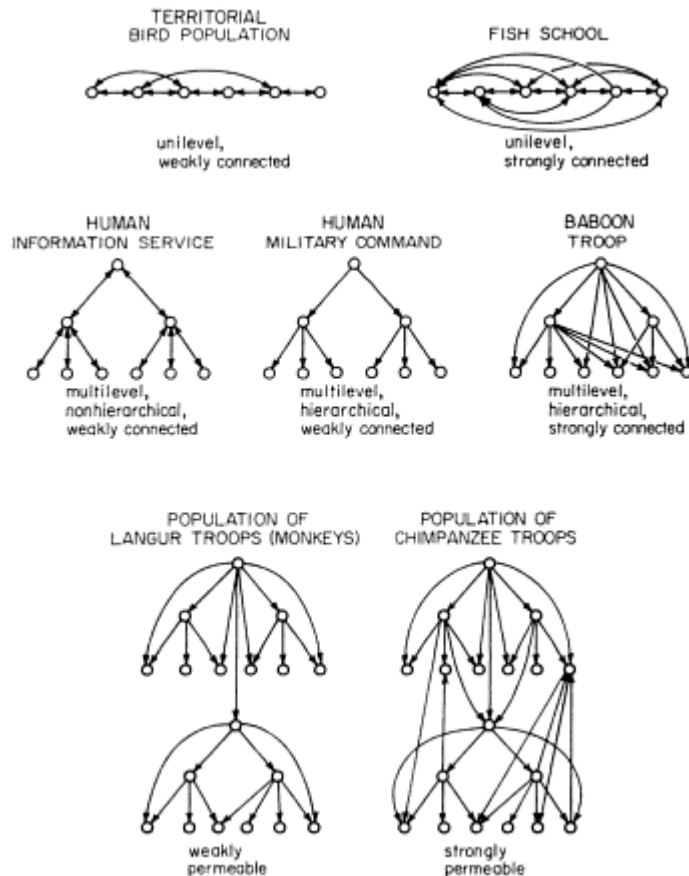 TERRITORIAL
BIRD POPULATION
unilevel,
weakly connected
FISH SCHOOL
unilevel,
strongly connected
HUMAN
INFORMATION SERVICE
multilevel,
nonhierarchical,
weakly connected
HUMAN
MILITARY COMMAND
multilevel,
hierarchical,
weakly connected
BABOON
TROOP
multilevel,
hierarchical,
strongly connected
POPULATION OF
LANGUR TROOPS (MONKEYS)
weakly
permeable
POPULATION OF
CHIMPANZEE TROOPS
strongly
permeable